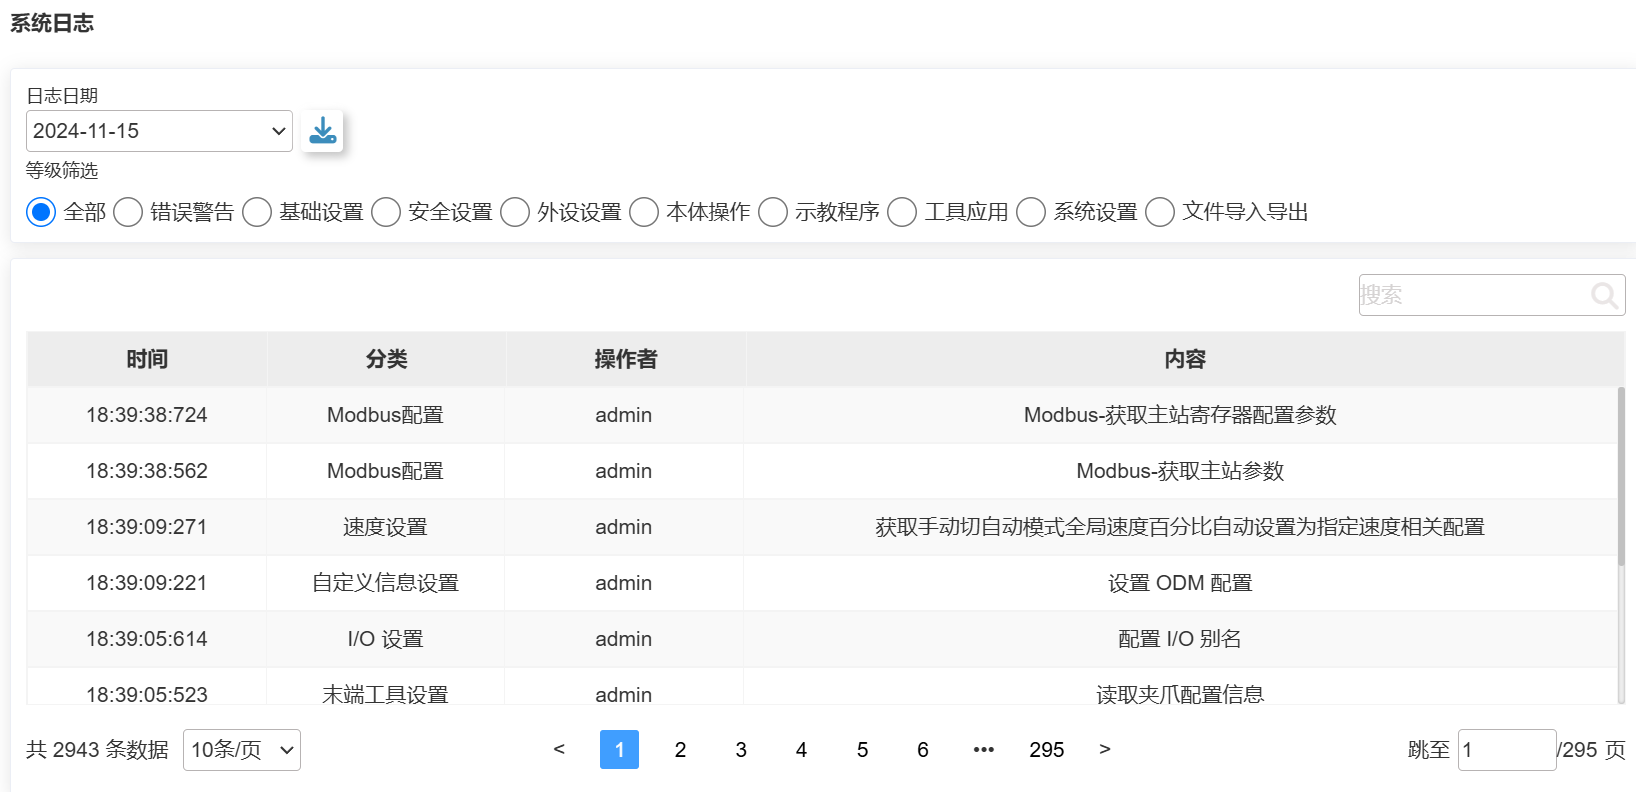 系统日志
日志日期
2024-11-15
等级筛选
全部 错误警告 基础设置 安全设置 外设设置 本体操作 示教程序 工具应用 系统设置 文件导入导出
搜索
时间 分类 操作者 内容
18:39:38:724 Modbus配置 admin Modbus-获取主站寄存器配置参数
18:39:38:562 Modbus配置 admin Modbus-获取主站参数
18:39:09:271 速度设置 admin 获取手动切自动模式全局速度百分比自动设置为指定速度相关配置
18:39:09:221 自定义信息设置 admin 设置 ODM 配置
18:39:05:614 I/O 设置 admin 配置 I/O 别名
18:39:05:523 末端工具设置 admin 读取夹爪配置信息
共 2943 条数据 10条/页 < 1 2 3 4 5 6 ••• 295 > 跳至 1 /295 页